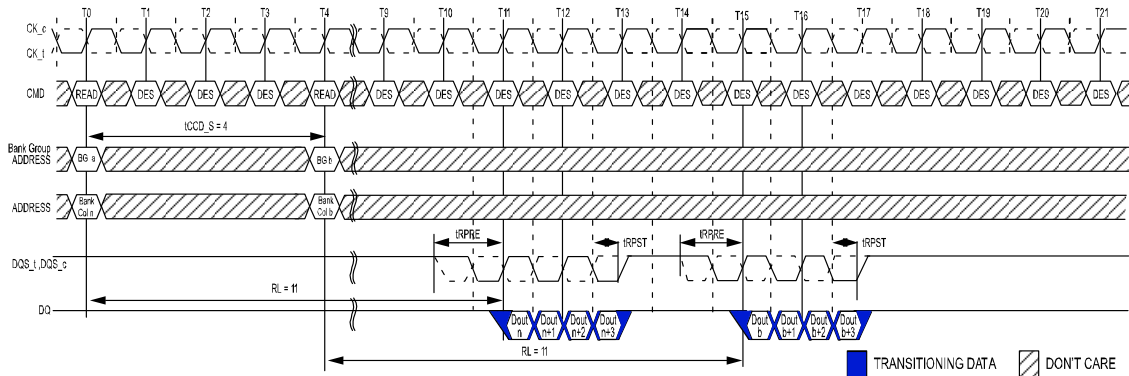 T0 T1 T2 T3 T4 T9 T10 T11 T12 T13 T14 T15 T16 T17 T18 T19 T20 T21
CK_c
CK_t
CMD READ DES DES DES READ DES DES DES DES DES DES DES DES DES DES DES DES DES
tCCD_S = 4
Bank Group
ADDRESS BG a BG b
ADDRESS Bank Col n Bank Col b
tRPRE tRPST tRPRE tRPST
DQS_t ,DQS_c
RL = 11
DQ Dout n Dout n+1 Dout n+2 Dout n+3 Dout b Dout b+1 Dout b+2 Dout b+3
RL = 11
TRANSITIONING DATA DON'T CARE